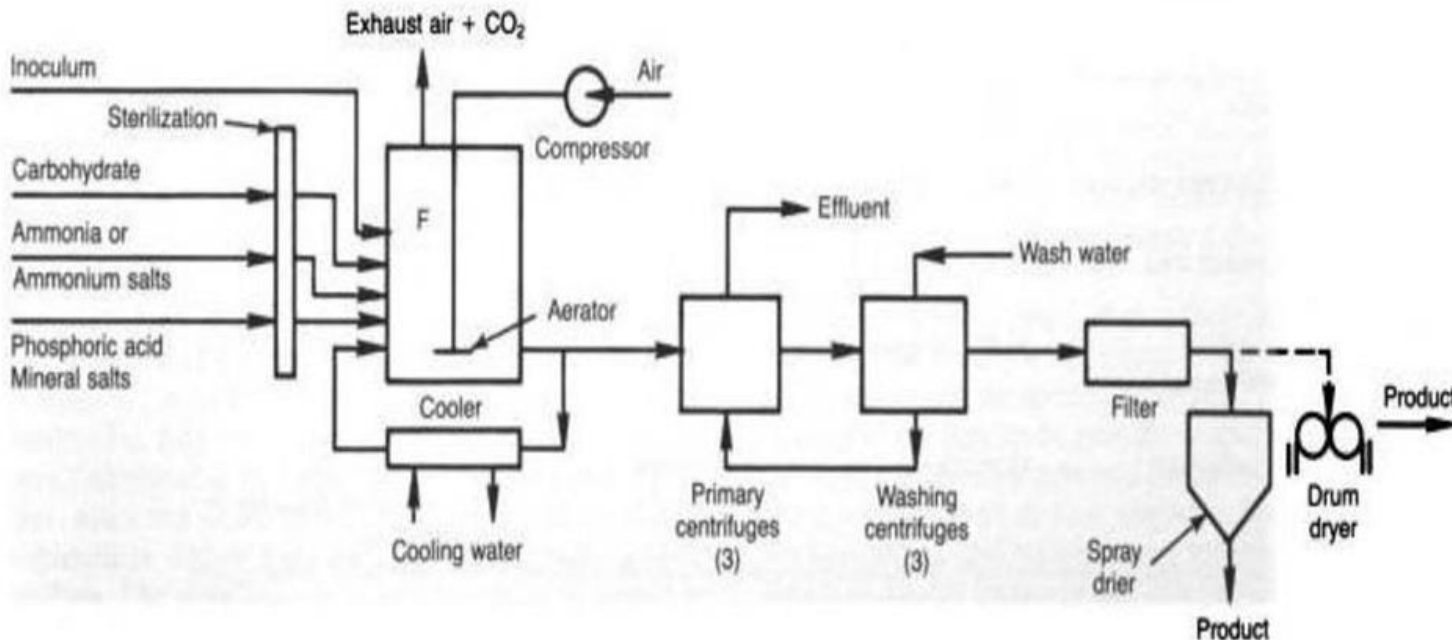 Exhaust air + CO₂
Inoculum
Air
Sterilization
Compressor
Carbohydrate
F
Effluent
Ammonia or
Wash water
Ammonium salts
Aerator
Phosphoric acid
Mineral salts
Cooler
Filter
Product
Cooling water
Primary
centrifuges
(3)
Washing
centrifuges
(3)
Drum
dryer
Spray
drier
Product